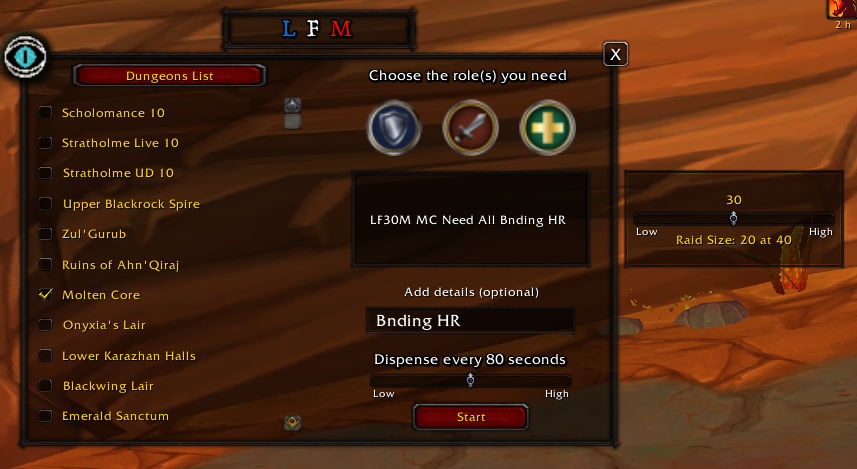 L F M
X
Dungeons List
Scholomance 10
Stratholme Live 10
Stratholme UD 10
Upper Blackrock Spire
Zul'Gurub
Ruins of Ahn'Qiraj
Molten Core
Onyxia's Lair
Lower Karazhan Halls
Blackwing Lair
Emerald Sanctum
Choose the role(s) you need
LF30M MC Need All Bnding HR
Add details (optional)
Bnding HR
Dispense every 80 seconds
Low High
Start
30
Low High
Raid Size: 20 at 40
2 h